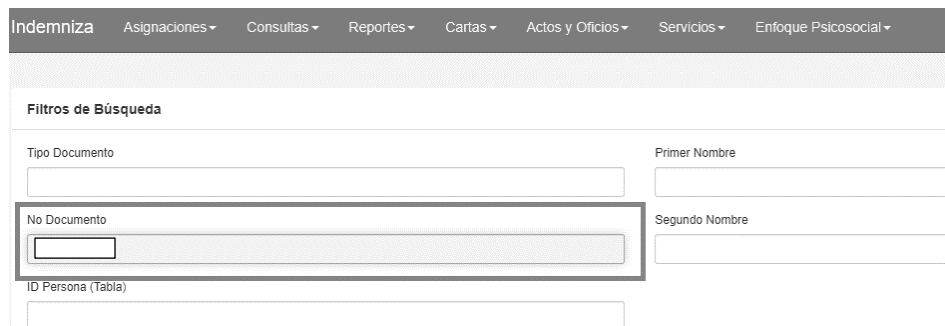 Indemniza Asignaciones Consultas Reportes Cartas Actos y Oficios Servicios Enfoque Psicosocial
Filtros de Búsqueda
Tipo Documento Primer Nombre
No Documento Segundo Nombre
ID Persona (Tabla)